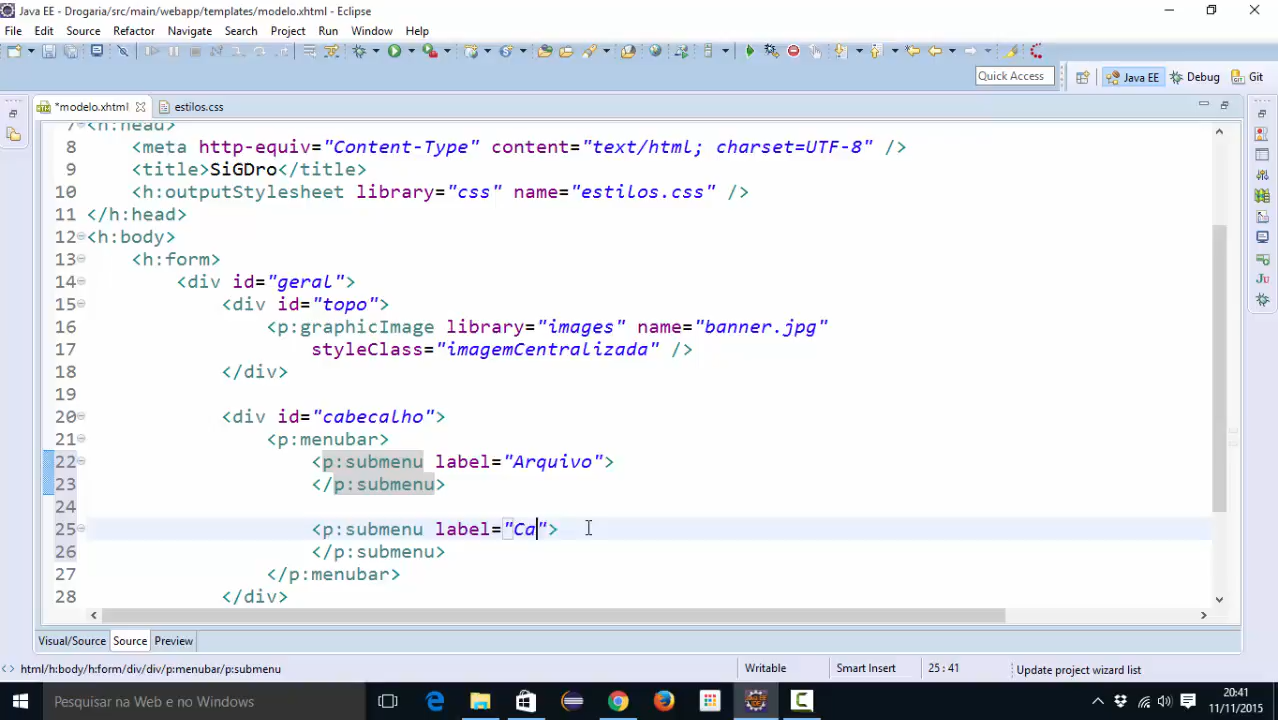 Java EE - Drogaria/src/main/webapp/templates/modelo.xhtml - Eclipse
File Edit Source Refactor Navigate Search Project Run Window Help
Quick Access Java EE Debug Git
*modelo.xhtml estilos.css
7 <h:head>
8 <meta http-equiv="Content-Type" content="text/html; charset=UTF-8" />
9 <title>SiGDro</title>
10 <h:outputStylesheet library="css" name="estilos.css" />
11 </h:head>
12 <h:body>
13 <h:form>
14 <div id="geral">
15 <div id="topo">
16 <p:graphicImage library="images" name="banner.jpg"
17 styleClass="imagemCentralizada" />
18 </div>
19
20 <div id="cabecalho">
21 <p:menubar>
22 <p:submenu label="Arquivo">
23 </p:submenu>
24
25 <p:submenu label="Ca">
26 </p:submenu>
27 </p:menubar>
28 </div>
Visual/Source Source Preview
html/h:body/h:form/div/div/p:menubar/p:submenu Writable Smart Insert 25 : 41 Update project wizard list
Pesquisar na Web e no Windows
20:41
11/11/2015